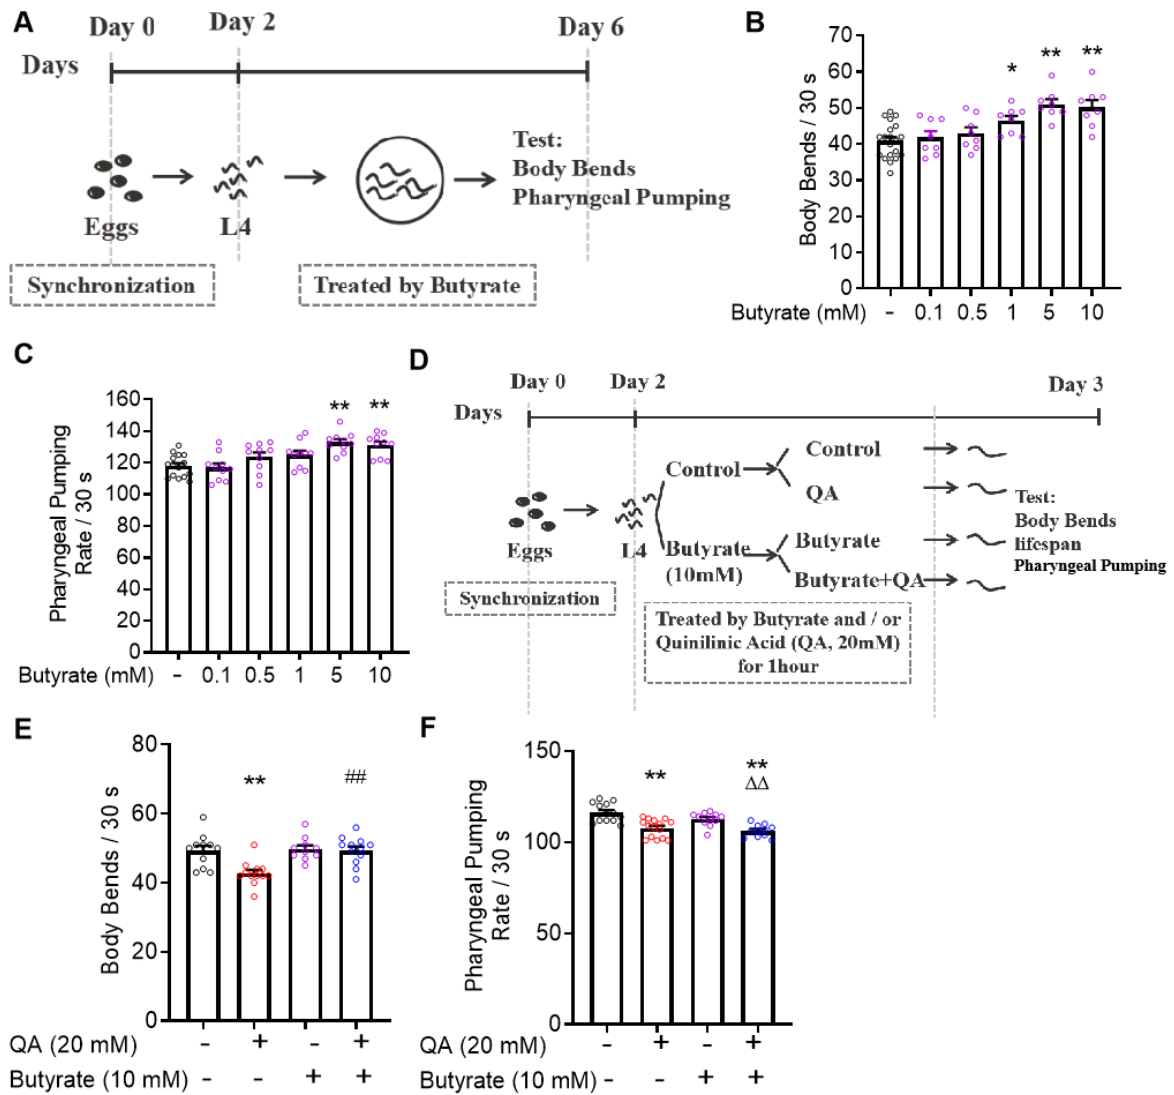 A
Day 0
Day 2
Day 6
Days
Eggs
L4
Test:
Body Bends
Pharyngeal Pumping
Synchronization
Treated by Butyrate
B
Body Bends / 30 s
70
60
50
40
30
20
10
0
*
**
**
Butyrate (mM) - 0.1 0.5 1 5 10
C
Pharyngeal Pumping
Rate / 30 s
160
140
120
100
80
60
40
20
0
**
**
Butyrate (mM) - 0.1 0.5 1 5 10
D
Day 0
Day 2
Day 3
Days
Eggs
L4
Control
Control
QA
Butyrate
(10mM)
Butyrate
Butyrate+QA
Test:
Body Bends
lifespan
Pharyngeal Pumping
Synchronization
Treated by Butyrate and / or
Quinilinic Acid (QA, 20mM)
for 1hour
E
Body Bends / 30 s
80
60
40
20
0
**
##
QA (20 mM) - + - +
Butyrate (10 mM) - - + +
F
Pharyngeal Pumping
Rate / 30 s
150
100
50
0
**
**
ΔΔ
QA (20 mM) - + - +
Butyrate (10 mM) - - + +